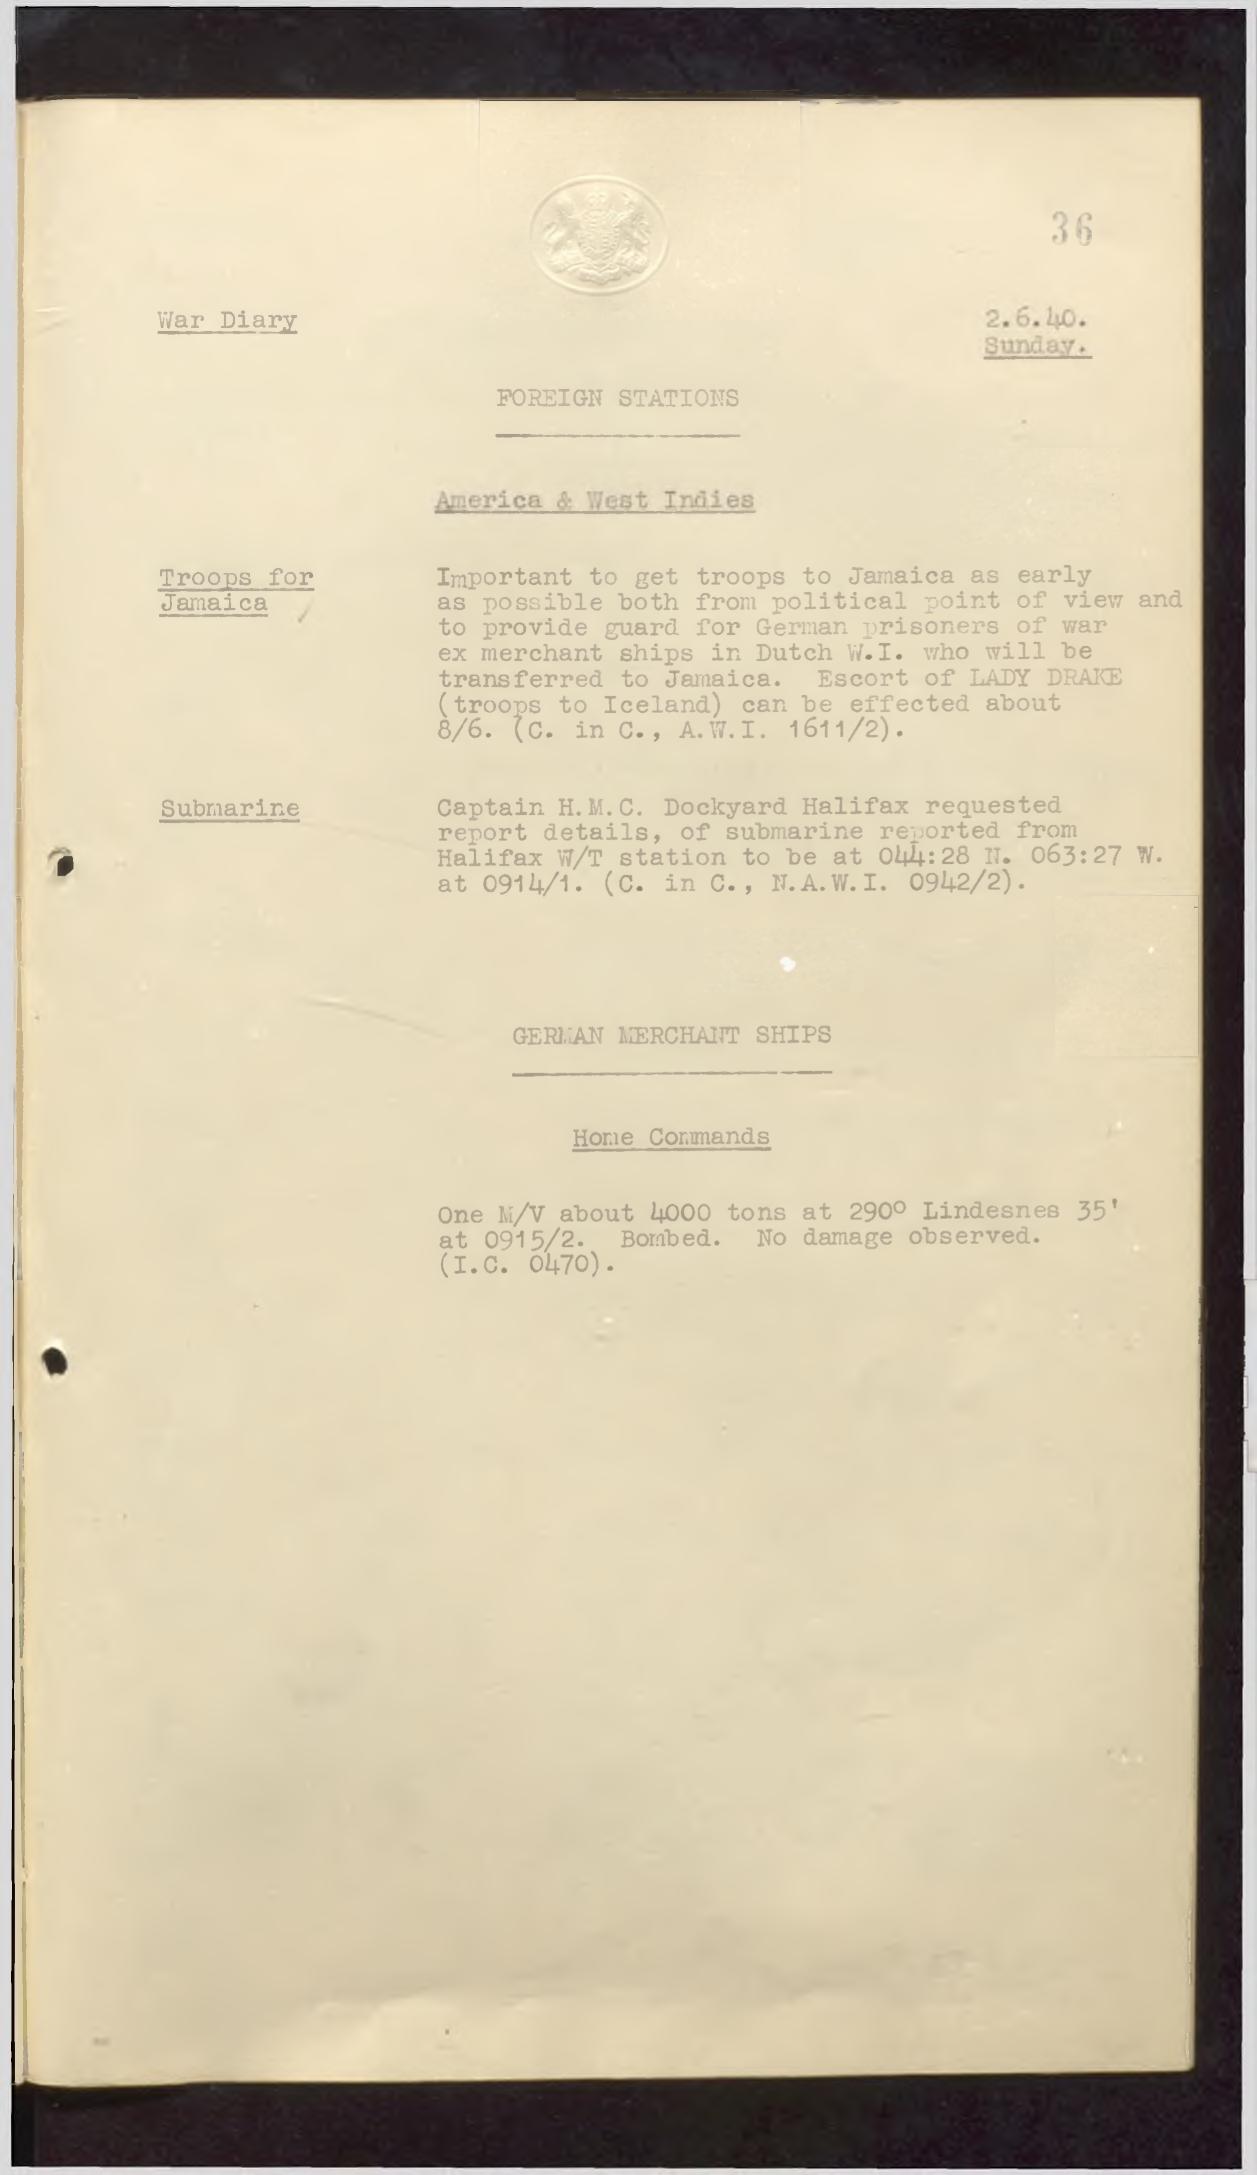 36
War Diary
2.6.40.
Sunday.
FOREIGN STATIONS
America & West Indies
Troops for
Jamaica
Important to get troops to Jamaica as early
as possible both from political point of view and
to provide guard for German prisoners of war
ex merchant ships in Dutch W.I. who will be
transferred to Jamaica. Escort of LADY DRAKE
(troops to Iceland) can be effected about
8/6. (C. in C., A.W.I. 1611/2).
Submarine
Captain H.M.C. Dockyard Halifax requested
report details, of submarine reported from
Halifax W/T station to be at 044:28 N. 063:27 W.
at 0914/1. (C. in C., N.A.W.I. 0942/2).
GERMAN MERCHANT SHIPS
Home Commands
One M/V about 4000 tons at 290° Lindesnes 35'
at 0915/2. Bombed. No damage observed.
(I.C. 0470).